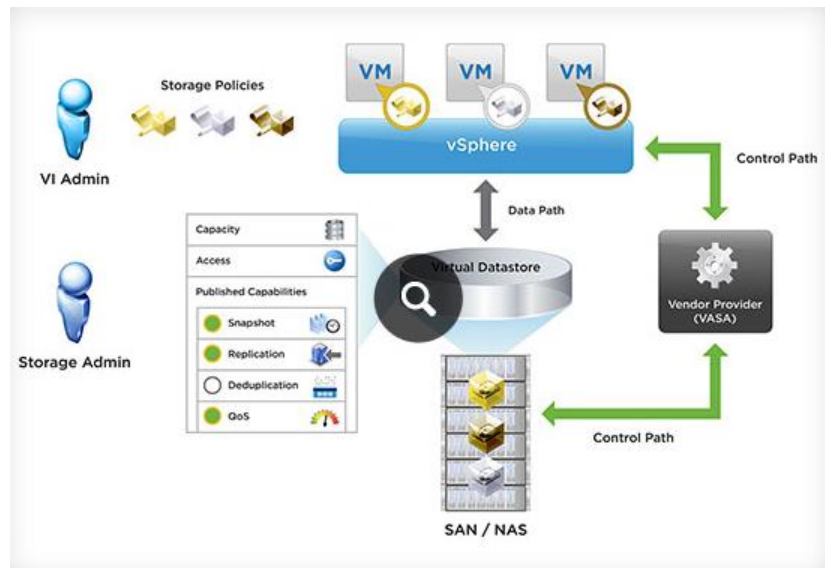 Storage Policies
VM
VM
VM
vSphere
VI Admin
Control Path
Data Path
Capacity
Access
Published Capabilities
Snapshot
Replication
Deduplication
QoS
Virtual Datastore
Vendor Provider
(VASA)
Storage Admin
Control Path
SAN / NAS